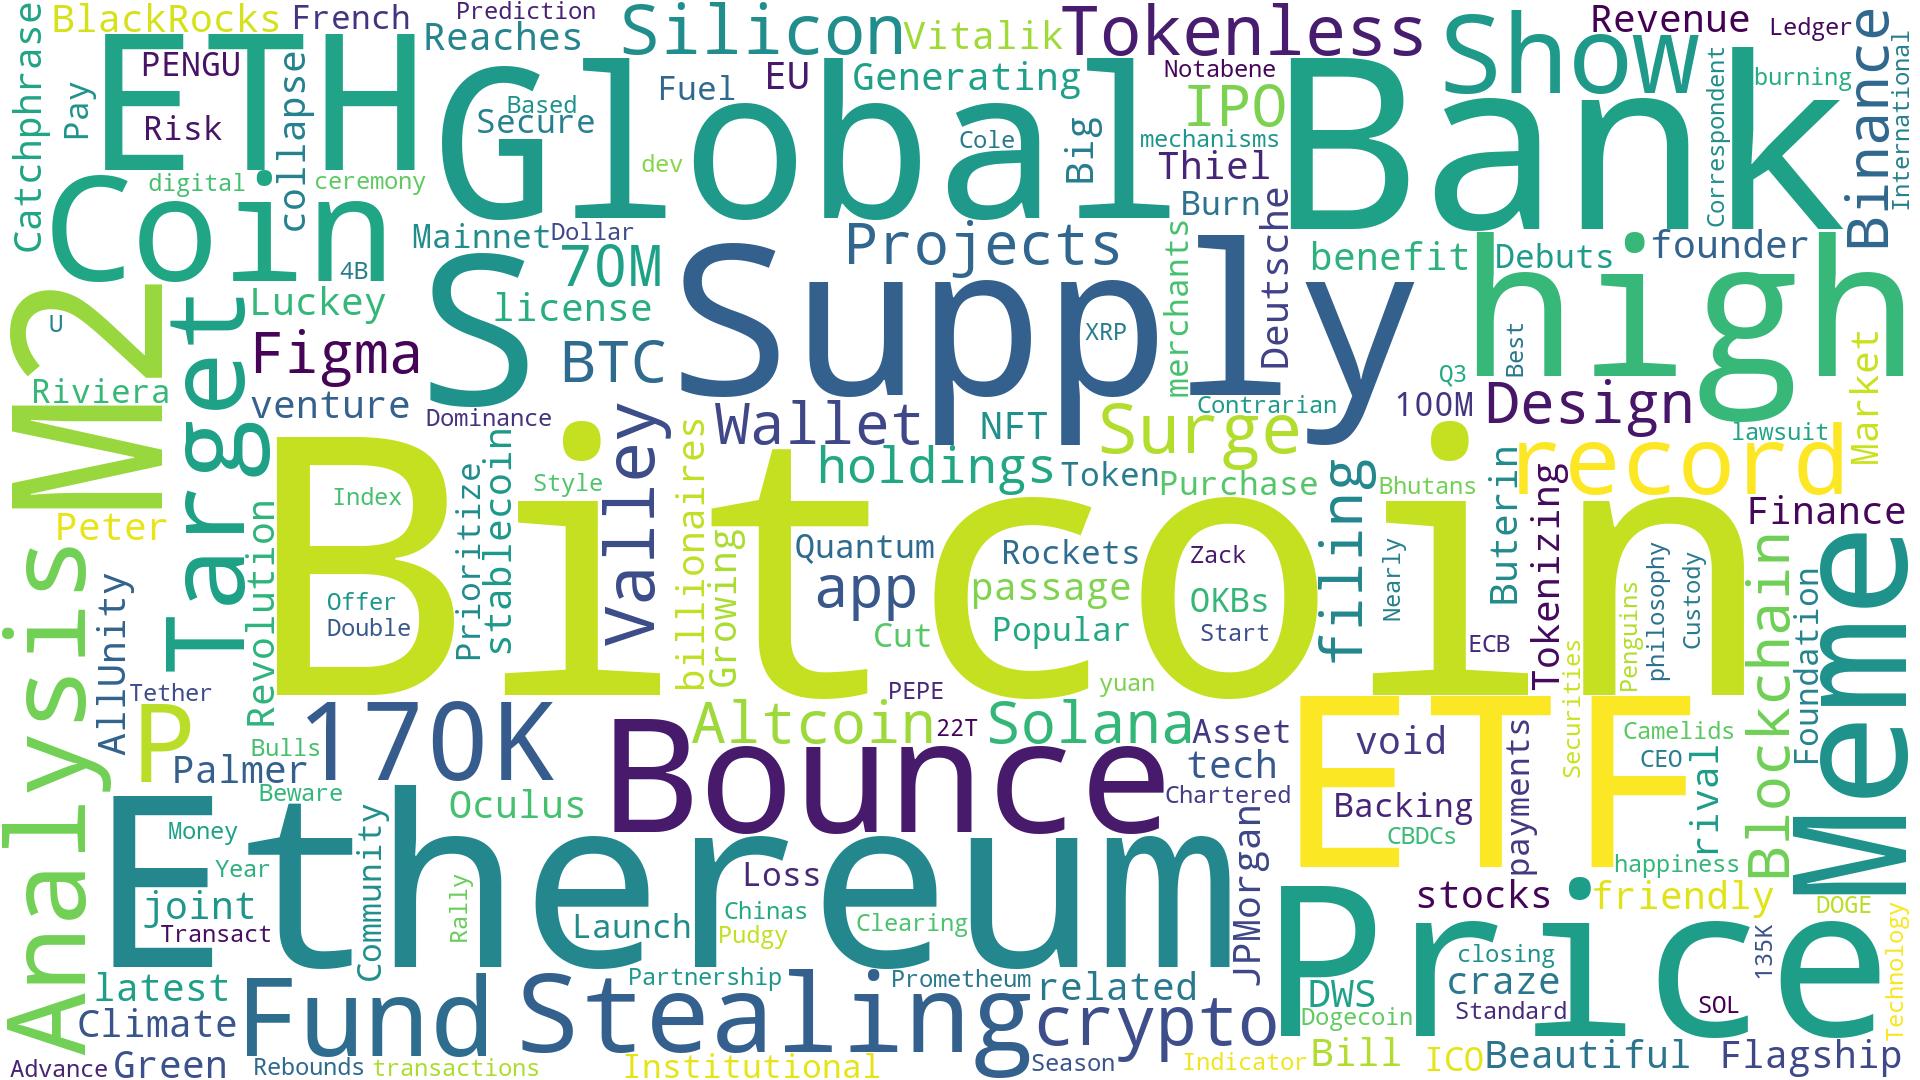 BlackRocks
French
Prediction
Reaches
Silicon
Vitalik
Tokenless
Show
Revenue
Ledger
Binance
International
Catchphrase
Pay
ETH
PENGU
Risk
collapse
Global
Based
Secure
Fuel
EU
Generating
Notabene
IPO
Bank
burning
Correspondent
dev
Cole
Big
mechanisms
Thiel
Burn
digital
ceremony
Coin
4B
Mainnet
Dollar
70M
Projects
merchants
Deutsche
benefit
Debuts
founder
high
M2
U
Target
Luckey
S
license
Supply
XRP
Best
Market
Figma
BTC
Riviera
venture
Dominance
Q3
100M
Design
Contrarian
Valley
billionaires
Wallet
NFT
Surge
record
lawsuit
stablecoin
Prioritize
holdings
Token
Purchase
filing
Bhutans
Buterin
Tokenizing
Bitcoin
Index
Style
Peter
Finance
Revolution
Growing
Quantum
Rockets
Zack
Nearly
Offer
Double
app
passage
OKBs
Start
Cut
Popular
ECB
Penguins
philosophy
Custody
Blockchain
Foundation
Meme
Analysis
AllUnity
Tether
PEPE
yuan
Securities
P
170K
Bounce
Altcoin
22T
Solana
Asset
ETF
void
payments
Camelids
CEO
rival
Bulls
Palmer
Beware
Oculus
tech
Chartered
Backing
CBDCs
happiness
Ethereum
Money
Year
Community
Rally
Loss
JPMorgan
Price
stocks
friendly
DOGE
joint
Transact
Launch
Chinas
Pudgy
Clearing
closing
craze
135K
Technology
latest
Fund
Stealing
Partnership
Prometheum
related
DWS
Dogecoin
Standard
SOL
Climate
crypto
Advance
Green
Rebounds
transactions
Institutional
Season
Indicator
Bill
ICO
Beautiful
Flagship